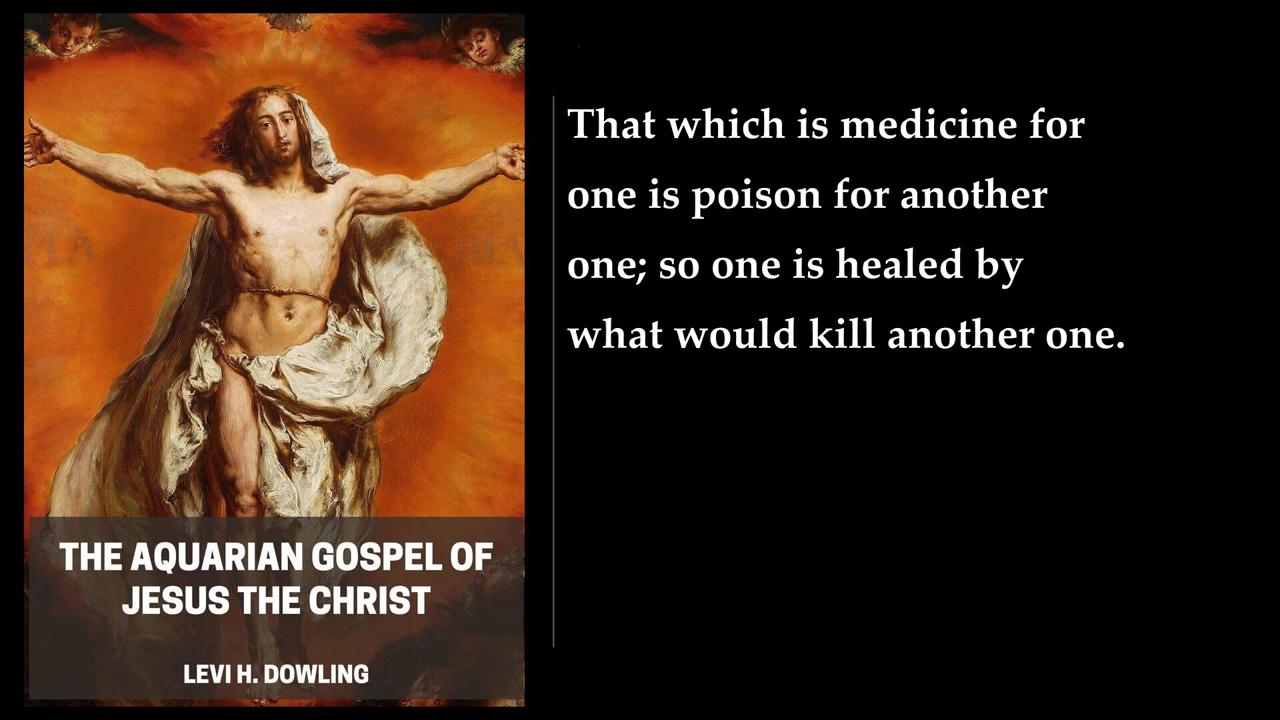 THE AQUARIAN GOSPEL OF
JESUS THE CHRIST
LEVI H. DOWLING
That which is medicine for
one is poison for another
one; so one is healed by
what would kill another one.